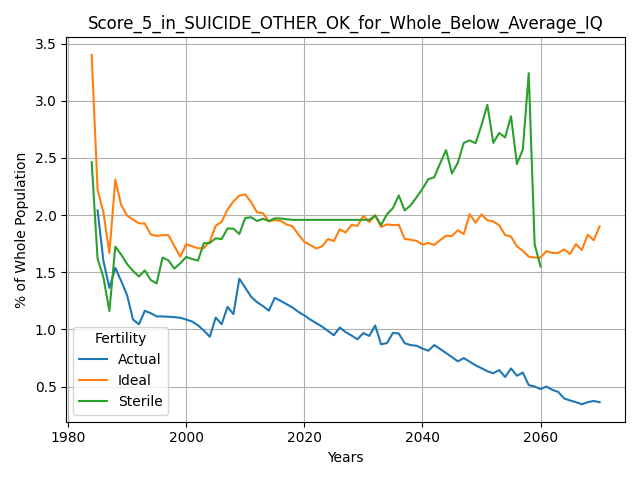 Score_5_in_SUICIDE_OTHER_OK_for_Whole_Below_Average_IQ
% of Whole Population
3.5
3.0
2.5
2.0
1.5
1.0
0.5
Fertility
Actual
Ideal
Sterile
1980
2000
2020
2040
2060
Years